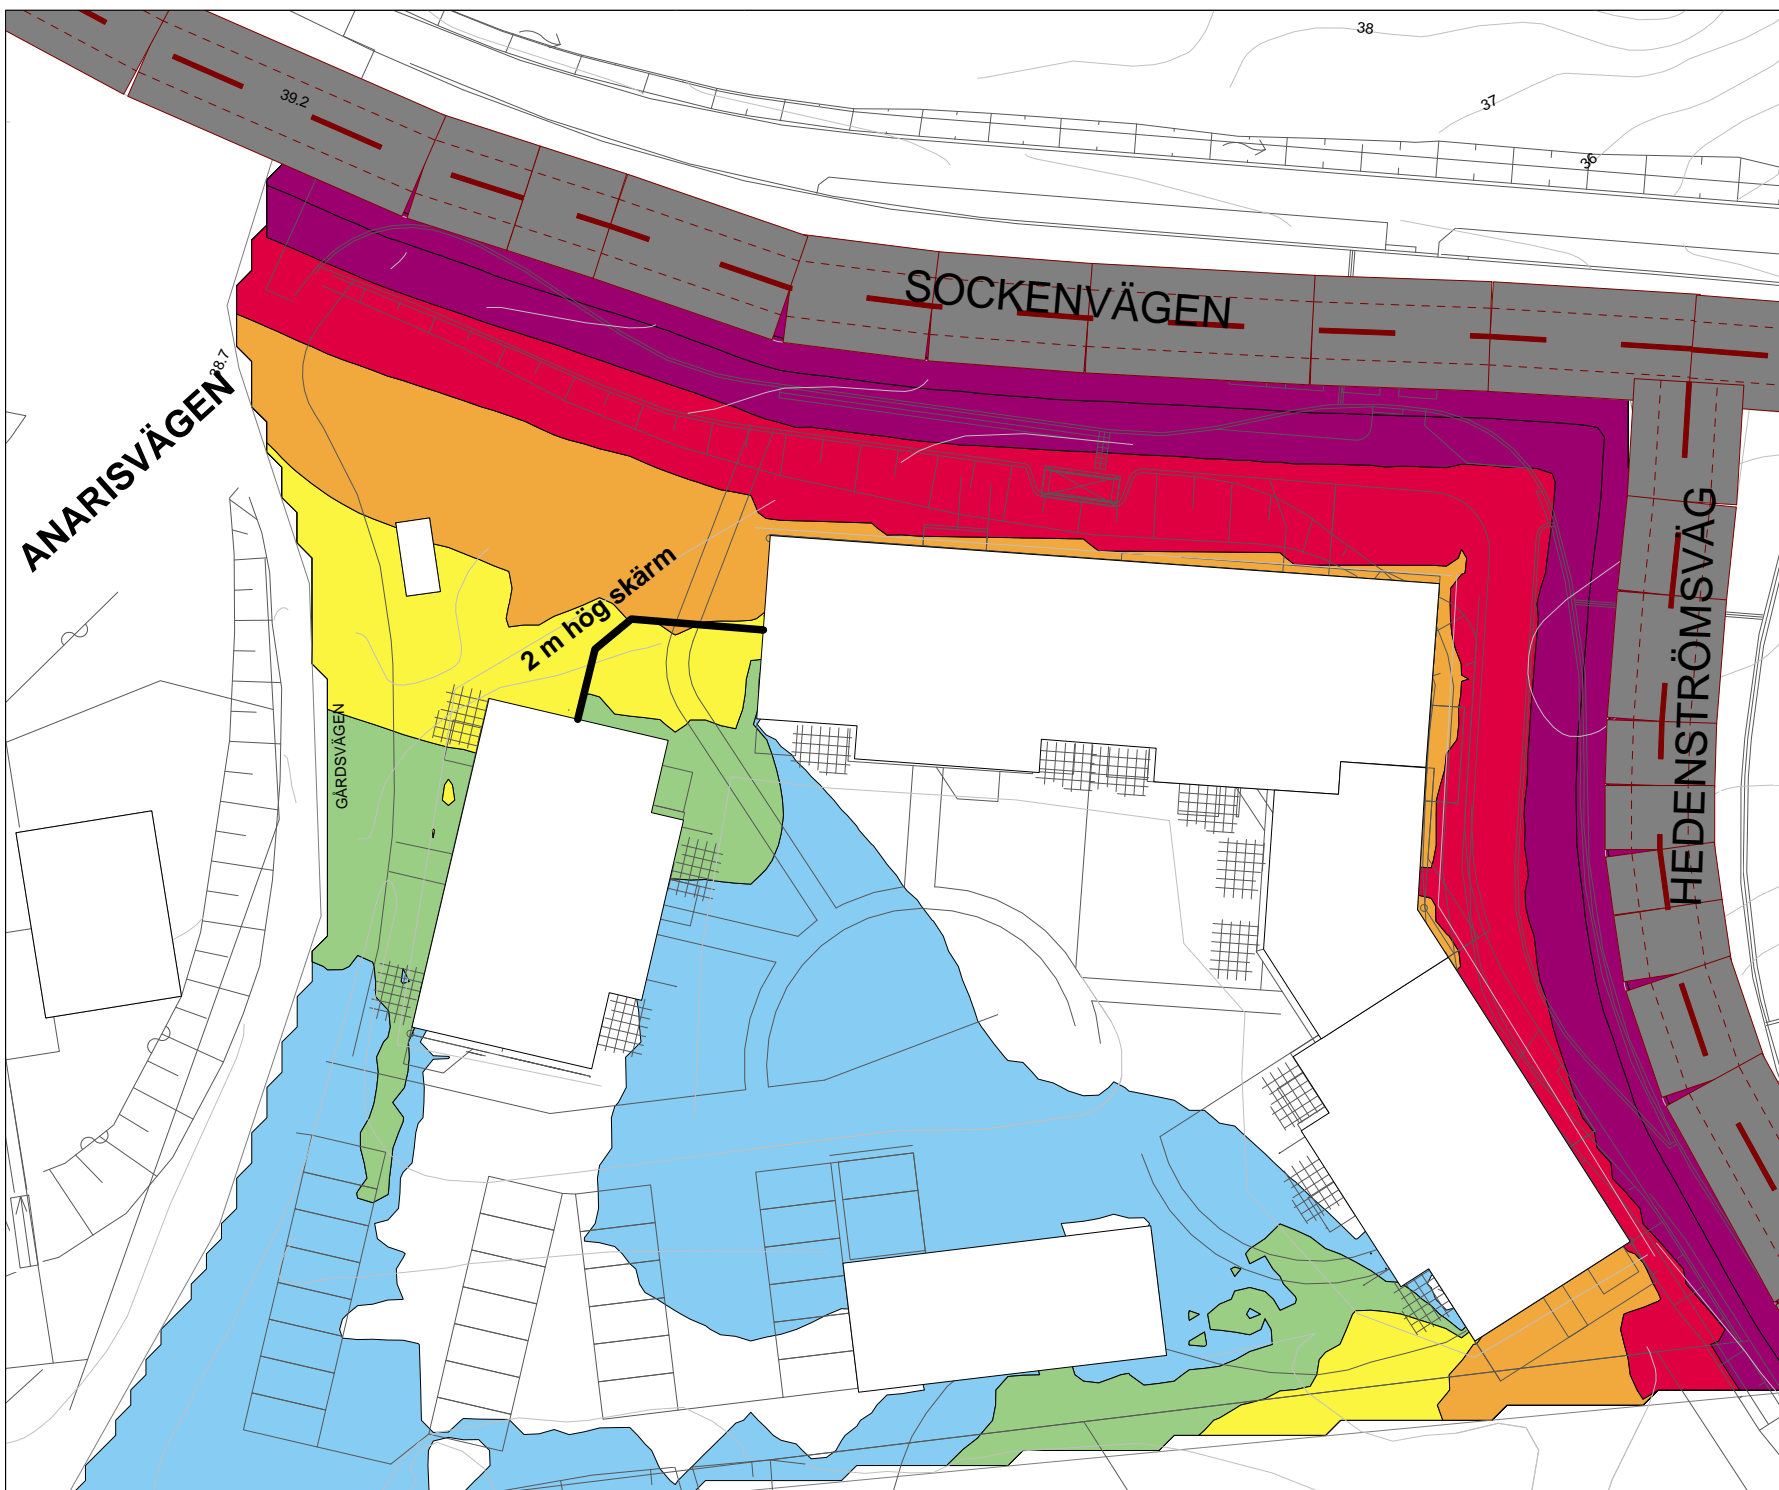 38
39.2
37
36
SOCKENVÄGEN
38.7
ANARISVÄGEN
HEDENSTRÖMSVÄG
2 m hög skärm
GÅRDSVÄGEN